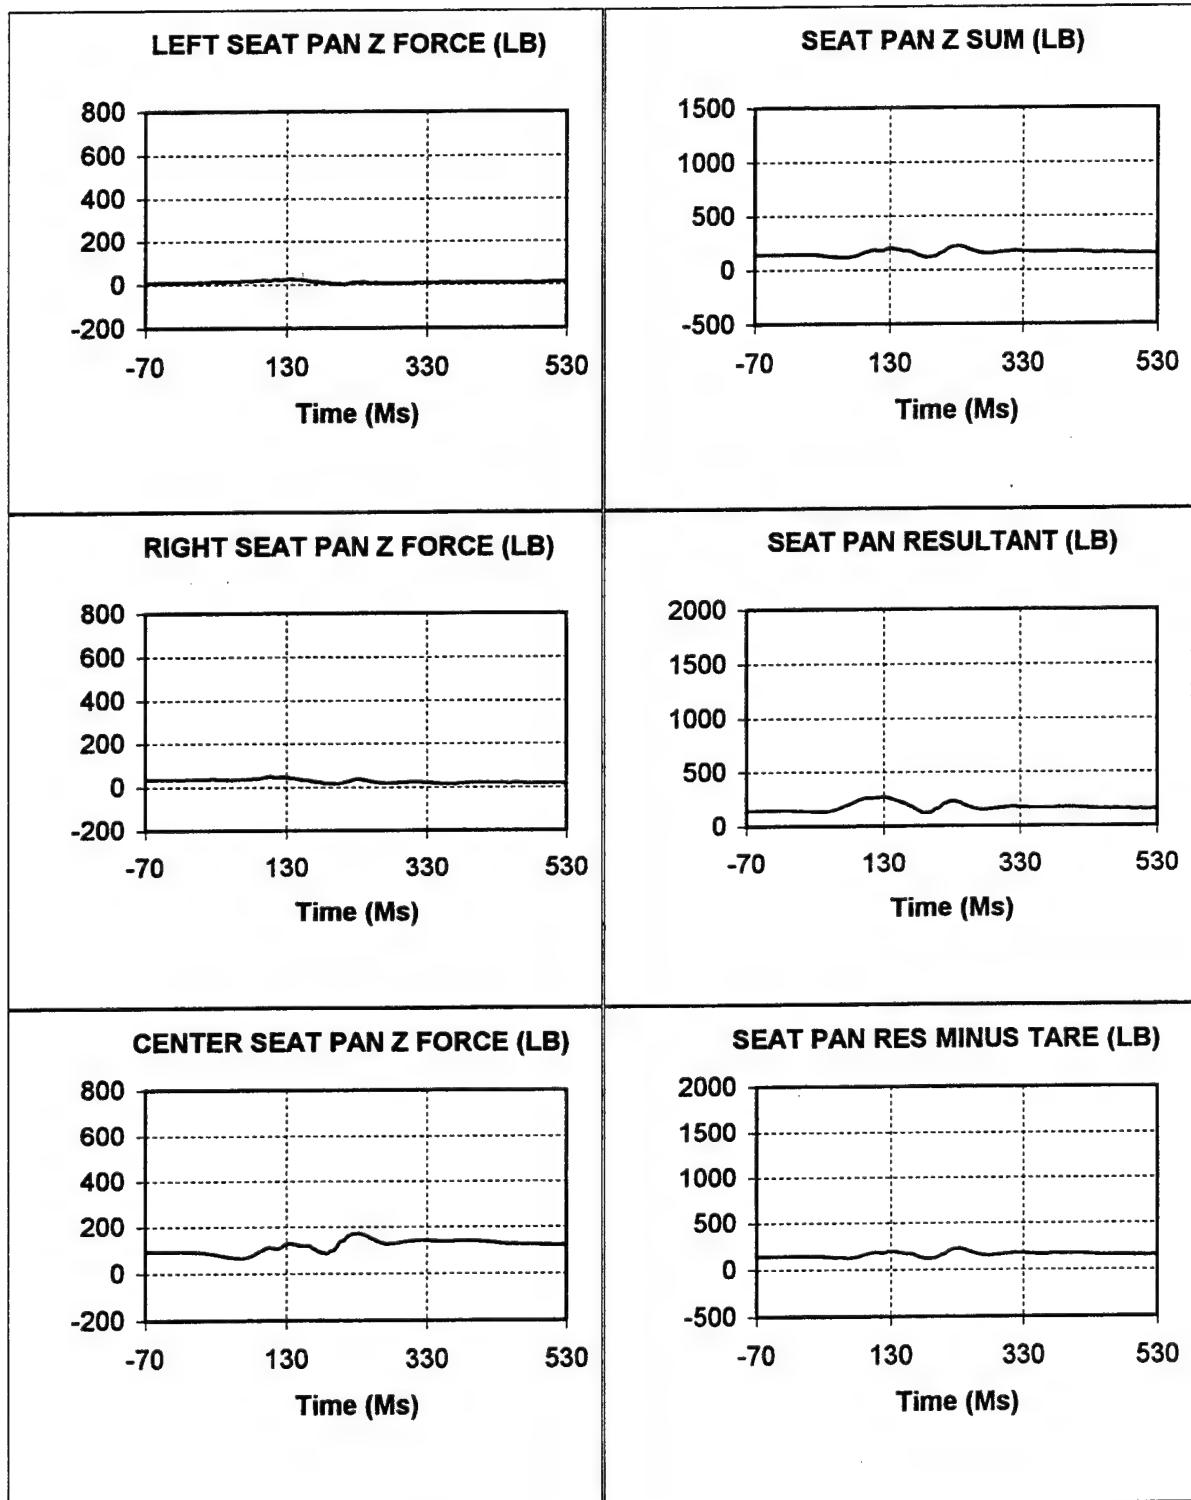 LEFT SEAT PAN Z FORCE (LB)
800
600
400
200
0
-200
-70 130 330 530
Time (Ms)
SEAT PAN Z SUM (LB)
1500
1000
500
0
-500
-70 130 330 530
Time (Ms)
RIGHT SEAT PAN Z FORCE (LB)
800
600
400
200
0
-200
-70 130 330 530
Time (Ms)
SEAT PAN RESULTANT (LB)
2000
1500
1000
500
0
-70 130 330 530
Time (Ms)
CENTER SEAT PAN Z FORCE (LB)
800
600
400
200
0
-200
-70 130 330 530
Time (Ms)
SEAT PAN RES MINUS TARE (LB)
2000
1500
1000
500
0
-500
-70 130 330 530
Time (Ms)